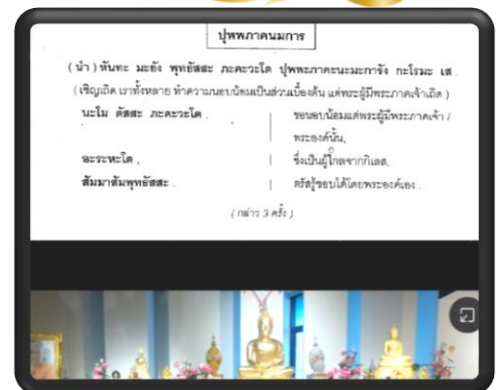 ปุพพภาคนมการ
( นำ ) หันทะ มะยัง พุทธัสสะ ภะคะวะโต ปุพพะภาคะนะมะการัง กะโรมะ เส .
( เชิญเถิด เราทั้งหลาย ทำความนอบน้อมเป็นส่วนเบื้องต้น แด่พระผู้มีพระภาคเจ้าเถิด )
นะโม ตัสสะ ภะคะวะโต . | ขอนอบน้อมแด่พระผู้มีพระภาคเจ้า /
พระองค์นั้น,
อะระหะโต , | ซึ่งเป็นผู้ไกลจากกิเลส,
สัมมาสัมพุทธัสสะ . | ตรัสรู้ชอบได้โดยพระองค์เอง .
( กล่าว 3 ครั้ง )